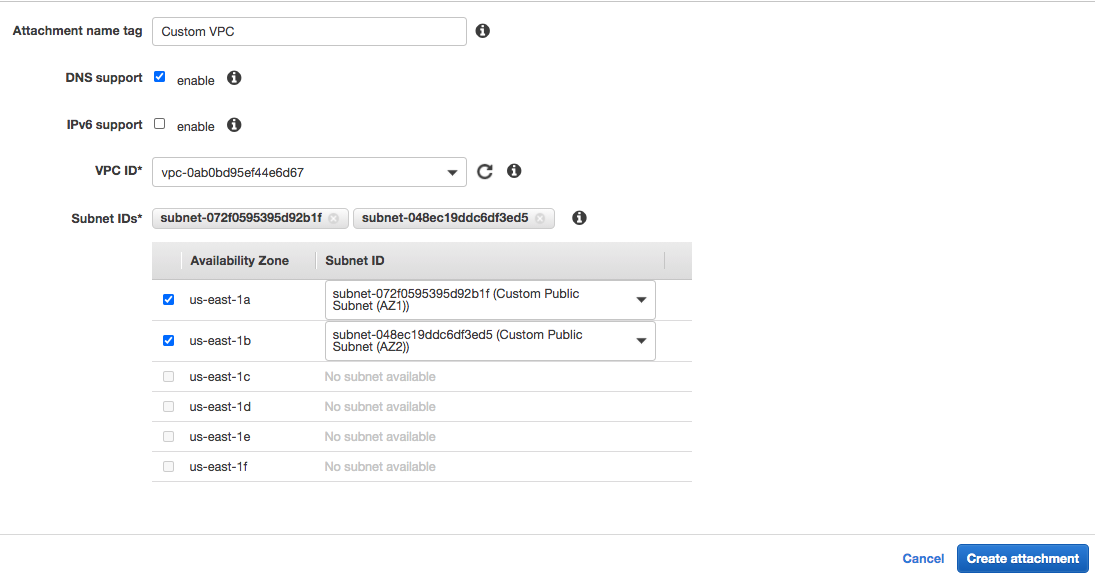 Attachment name tag Custom VPC
DNS support enable
IPv6 support enable
VPC ID* vpc-0ab0bd95ef44e6d67
Subnet IDs* subnet-072f0595395d92b1f subnet-048ec19ddc6df3ed5
Availability Zone Subnet ID
us-east-1a subnet-072f0595395d92b1f (Custom Public
Subnet (AZ1))
us-east-1b subnet-048ec19ddc6df3ed5 (Custom Public
Subnet (AZ2))
us-east-1c No subnet available
us-east-1d No subnet available
us-east-1e No subnet available
us-east-1f No subnet available
Cancel Create attachment